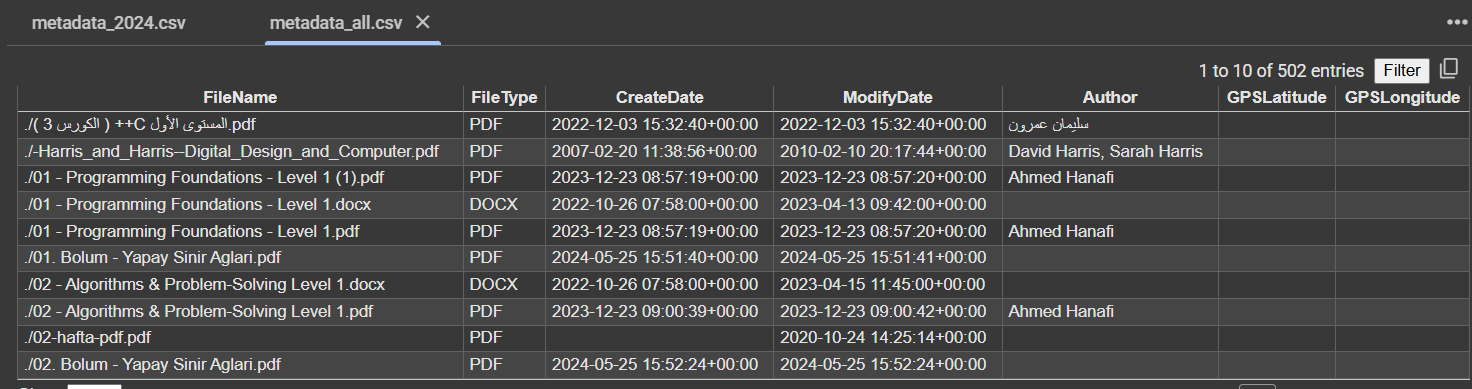 metadata_2024.csv metadata_all.csv
1 to 10 of 502 entries Filter
FileName FileType CreateDate ModifyDate Author GPSLatitude GPSLongitude
./المستوى الأول C++ ( الكورس 3 ).pdf PDF 2022-12-03 15:32:40+00:00 2022-12-03 15:32:40+00:00 سليمان عمرون
./-Harris_and_Harris--Digital_Design_and_Computer.pdf PDF 2007-02-20 11:38:56+00:00 2010-02-10 20:17:44+00:00 David Harris, Sarah Harris
./01 - Programming Foundations - Level 1 (1).pdf PDF 2023-12-23 08:57:19+00:00 2023-12-23 08:57:20+00:00 Ahmed Hanafi
./01 - Programming Foundations - Level 1.docx DOCX 2022-10-26 07:58:00+00:00 2023-04-13 09:42:00+00:00
./01 - Programming Foundations - Level 1.pdf PDF 2023-12-23 08:57:19+00:00 2023-12-23 08:57:20+00:00 Ahmed Hanafi
./01. Bolum - Yapay Sinir Aglari.pdf PDF 2024-05-25 15:51:40+00:00 2024-05-25 15:51:41+00:00
./02 - Algorithms & Problem-Solving Level 1.docx DOCX 2022-10-26 07:58:00+00:00 2023-04-15 11:45:00+00:00
./02 - Algorithms & Problem-Solving Level 1.pdf PDF 2023-12-23 09:00:39+00:00 2023-12-23 09:00:42+00:00 Ahmed Hanafi
./02-hafta-pdf.pdf PDF 2020-10-24 14:25:14+00:00
./02. Bolum - Yapay Sinir Aglari.pdf PDF 2024-05-25 15:52:24+00:00 2024-05-25 15:52:24+00:00